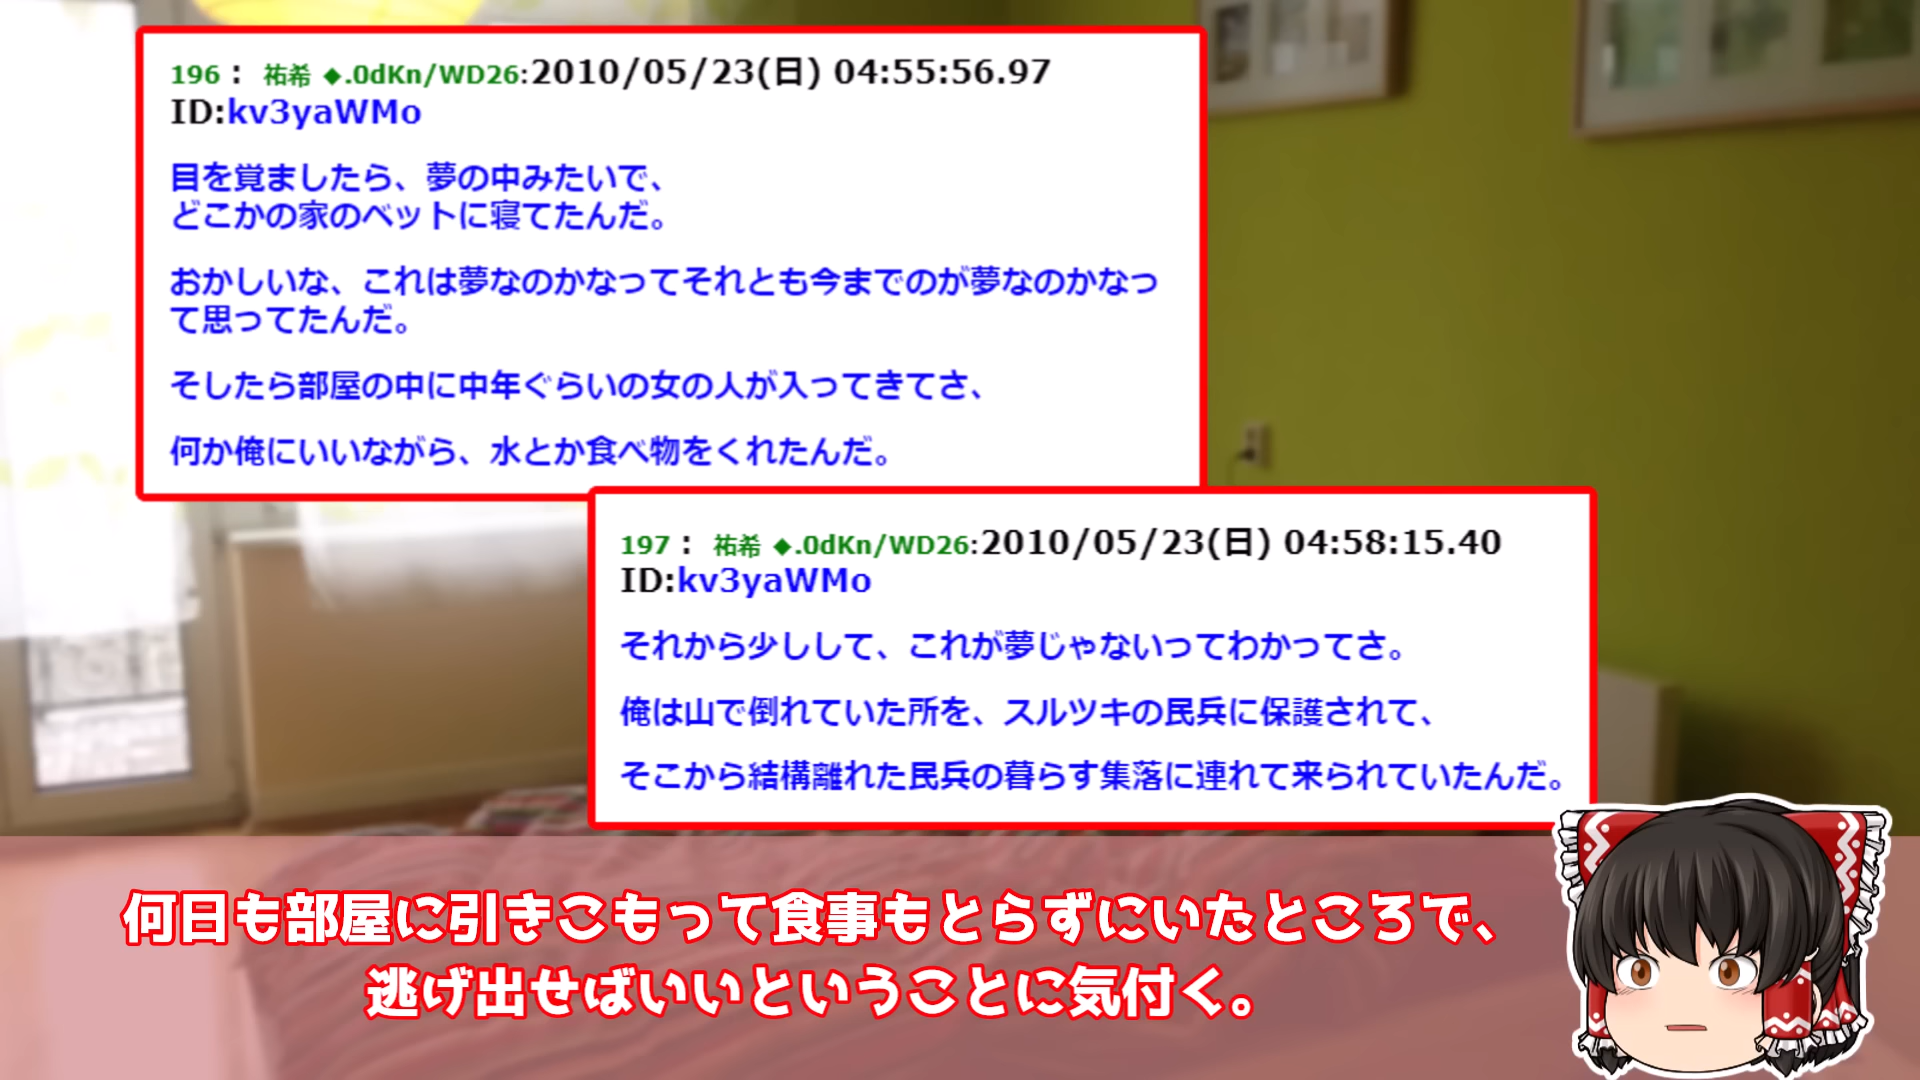 196： 祐希 ◆.0dKn/WD26:2010/05/23(日) 04:55:56.97
ID:kv3yaWMo
目を覚ましたら、夢の中みたいで、
どこかの家のベットに寝てたんだ。
おかしいな、これは夢なのかなってそれとも今までのが夢なのかなっ
て思ってたんだ。
そしたら部屋の中に中年ぐらいの女の人が入ってきてさ、
何か俺にいいながら、水とか食べ物をくれたんだ。
197： 祐希 ◆.0dKn/WD26:2010/05/23(日) 04:58:15.40
ID:kv3yaWMo
それから少しして、これが夢じゃないってわかってさ。
俺は山で倒れていた所を、スルツキの民兵に保護されて、
そこから結構離れた民兵の暮らす集落に連れて来られていたんだ。
何日も部屋に引きこもって食事もとらずにいたところで、
逃げ出せばいいということに気付く。